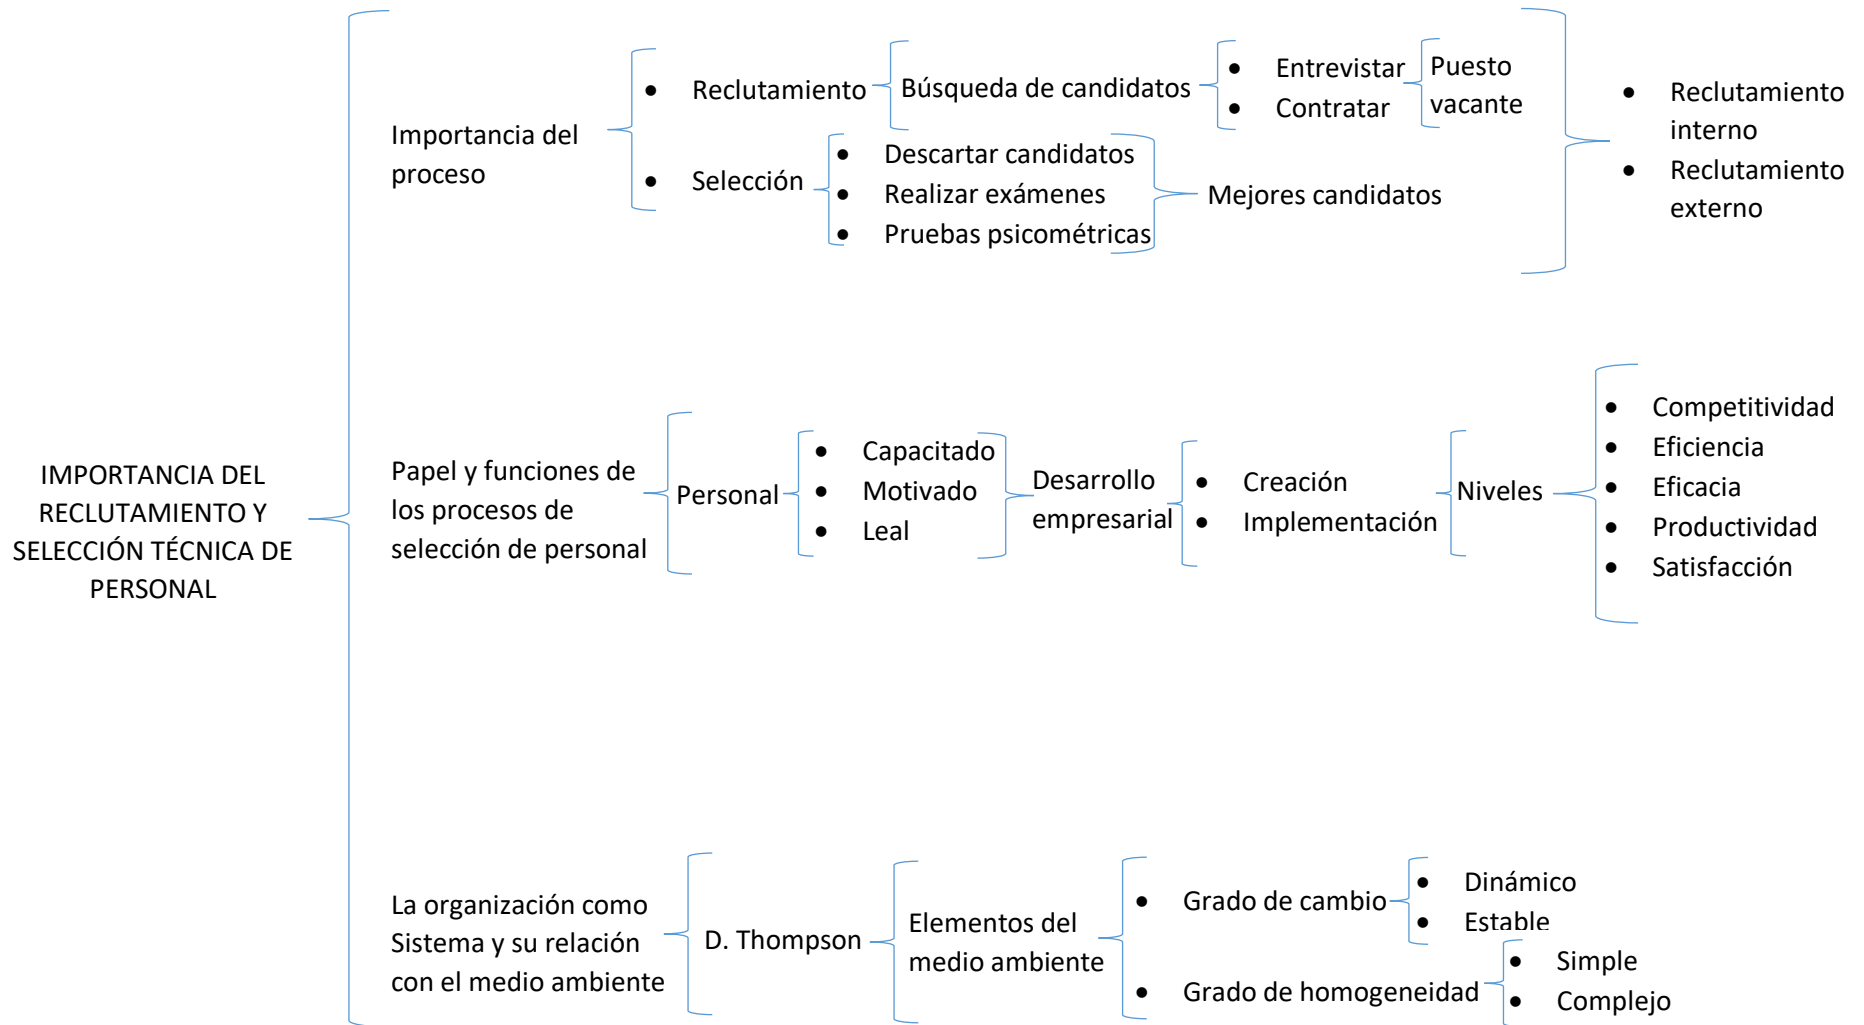 IMPORTANCIA DEL
RECLUTAMIENTO Y
SELECCIÓN TÉCNICA DE
PERSONAL
Importancia del
proceso
• Reclutamiento
Búsqueda de candidatos
• Entrevistar
• Contratar
Puesto
vacante
• Selección
• Descartar candidatos
• Realizar exámenes
• Pruebas psicométricas
Mejores candidatos
• Reclutamiento
interno
• Reclutamiento
externo
Papel y funciones de
los procesos de
selección de personal
Personal
• Capacitado
• Motivado
• Leal
Desarrollo
empresarial
• Creación
• Implementación
Niveles
• Competitividad
• Eficiencia
• Eficacia
• Productividad
• Satisfacción
La organización como
Sistema y su relación
con el medio ambiente
D. Thompson
Elementos del
medio ambiente
• Grado de cambio
• Dinámico
• Estable
• Grado de homogeneidad
• Simple
• Complejo